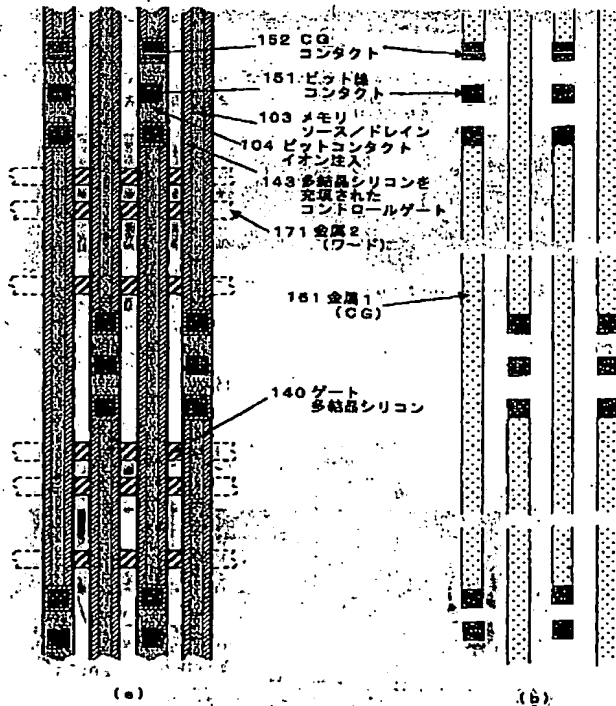 152 CG
コンタクト
151 ビット線
コンタクト
103 メモリ
ソース/ドレイン
104 ビットコンタクト
イオン注入
143 多結晶シリコンを
充填された
コントロールゲート
171 金属2
(ワード)
161 金属1
(CG)
140 ゲート
多結晶シリコン
(a)
(b)